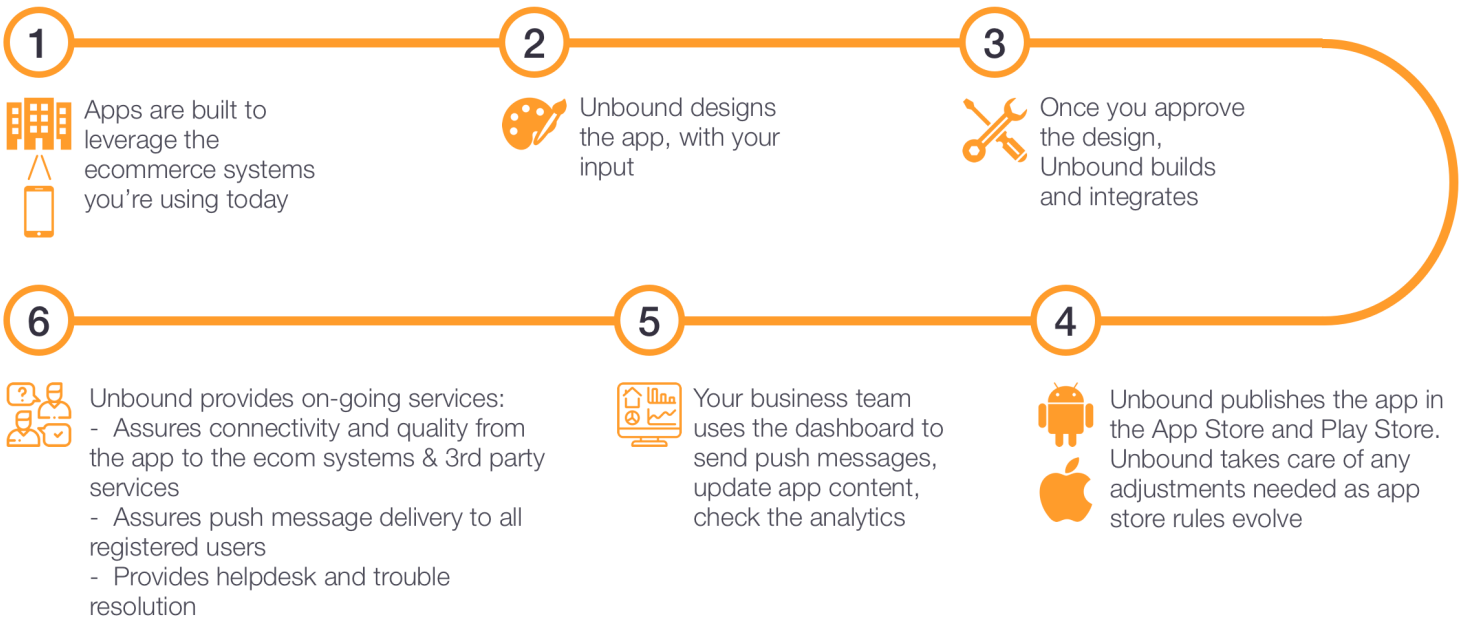 1
Apps are built to
leverage the
ecommerce systems
you’re using today
2
Unbound designs
the app, with your
input
3
Once you approve
the design,
Unbound builds
and integrates
4
Unbound publishes the app in
the App Store and Play Store.
Unbound takes care of any
adjustments needed as app
store rules evolve
5
Your business team
uses the dashboard to
send push messages,
update app content,
check the analytics
6
?
Unbound provides on-going services:
- Assures connectivity and quality from
the app to the ecom systems & 3rd party
services
- Assures push message delivery to all
registered users
- Provides helpdesk and trouble
resolution